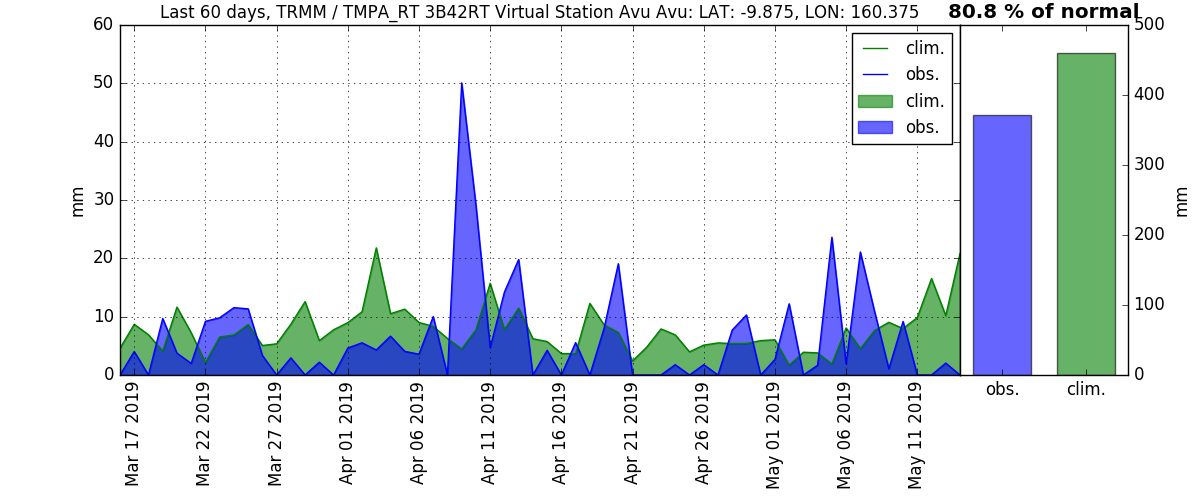 Last 60 days, TRMM / TMPA_RT 3B42RT Virtual Station Avu Avu: LAT: -9.875, LON: 160.375
80.8 % of normal
60
50
40
30
20
10
0
mm
clim.
obs.
clim.
obs.
500
400
300
200
100
0
mm
obs.
clim.
Mar 17 2019
Mar 22 2019
Mar 27 2019
Apr 01 2019
Apr 06 2019
Apr 11 2019
Apr 16 2019
Apr 21 2019
Apr 26 2019
May 01 2019
May 06 2019
May 11 2019